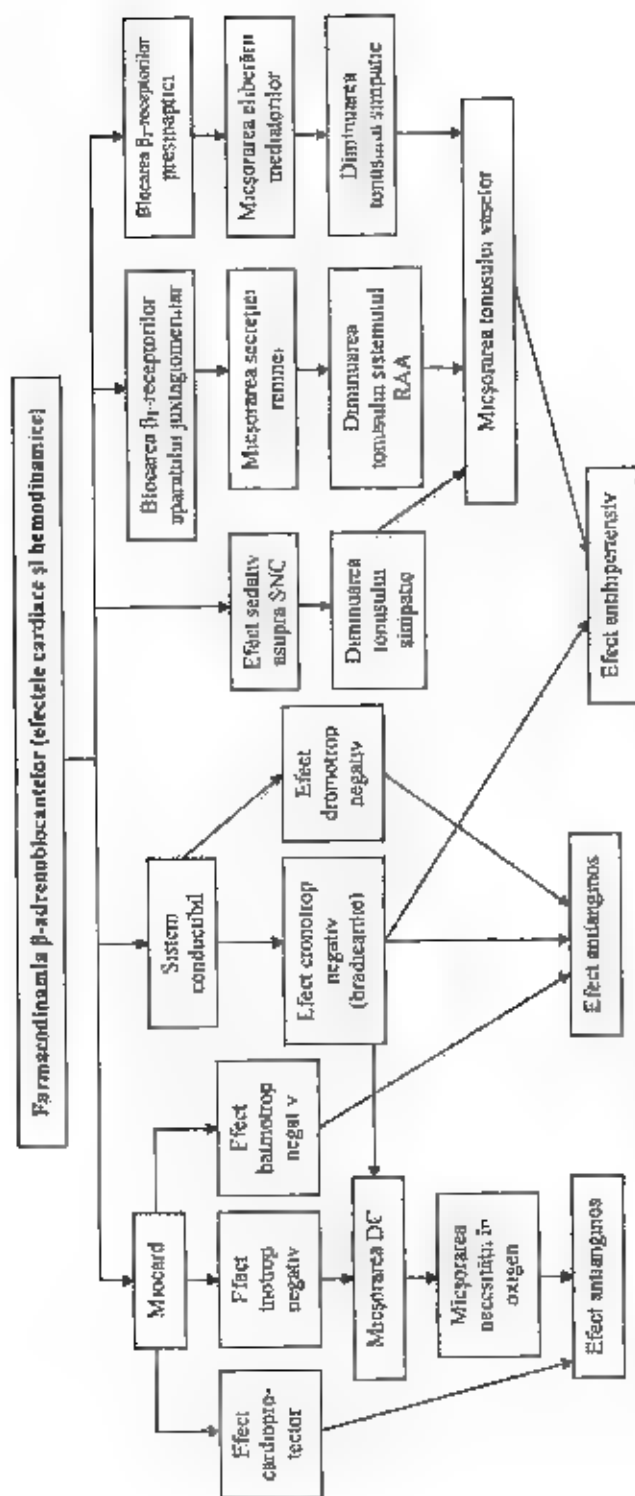 Farmacodinamia β-adrenoblocantelor (efectele cardiace și hemodinamice)
Miocard
Sistem
conductibil
Efect sedativ
asupra SNC
Blocarea β₁-receptorilor
aparatului juxtaglomerular
Blocarea β₂-receptorilor
presinaptici
Efect
cardiopro-
tector
Efect
inotrop
negativ
Efect
batmotrop
negativ
Efect cronotrop
negativ
(bradicardie)
Efect
dromotrop
negativ
Diminuarea
tonusului
simpatic
Micșorarea secreției
reninei
Diminuarea
tonusului sistemului
RAA
Micșorarea eliberării
mediatorilor
Diminuarea
tonusului simpatic
Micșorarea DC
Micșorarea
necesității în
oxigen
Micșorarea tonusului vaselor
Efect antianginos
Efect antianginos
Efect antihipertensiv